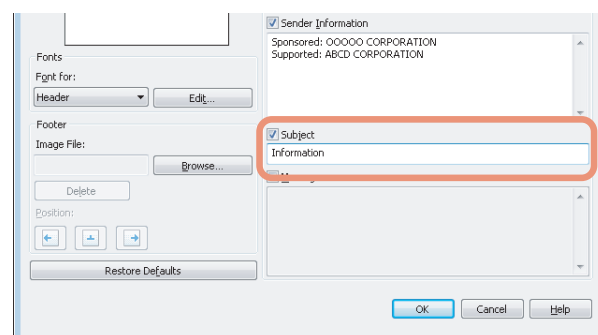 Sender Information
Sponsored: OOOOO CORPORATION
Supported: ABCD CORPORATION
Fonts
Font for:
Header
Edit...
Footer
Image File:
Browse...
Delete
Position:
Restore Defaults
Subject
Information
OK
Cancel
Help